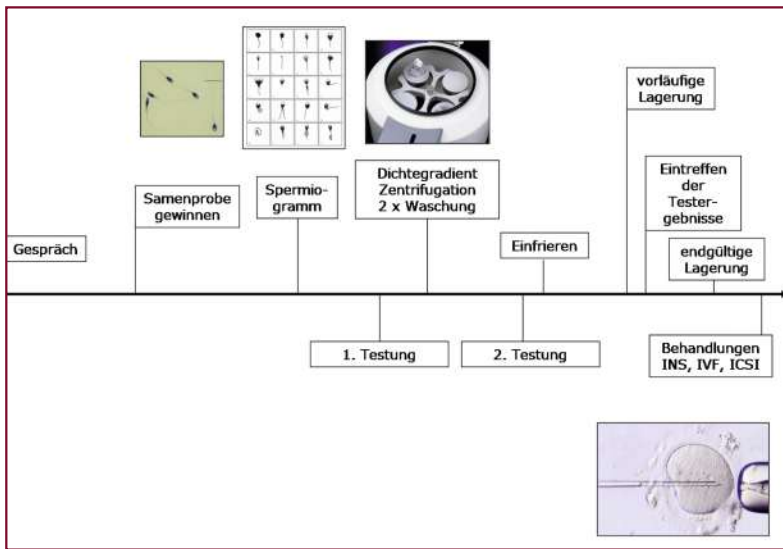 vorläufige
Lagerung
Dichtegradient
Zentrifugation
2 x Waschung
Eintreffen
der
Tester-
gebnisse
Samenprobe
gewinnen
Spermio-
gramm
Gespräch
Einfrieren
endgültige
Lagerung
1. Testung
2. Testung
Behandlungen
INS, IVF, ICSI